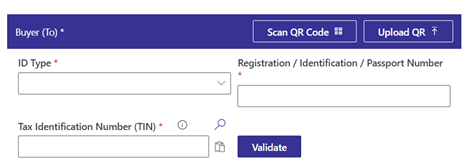 Buyer (To) * Scan QR Code Upload QR
ID Type * Registration / Identification / Passport Number
*
Tax Identification Number (TIN) *
Validate